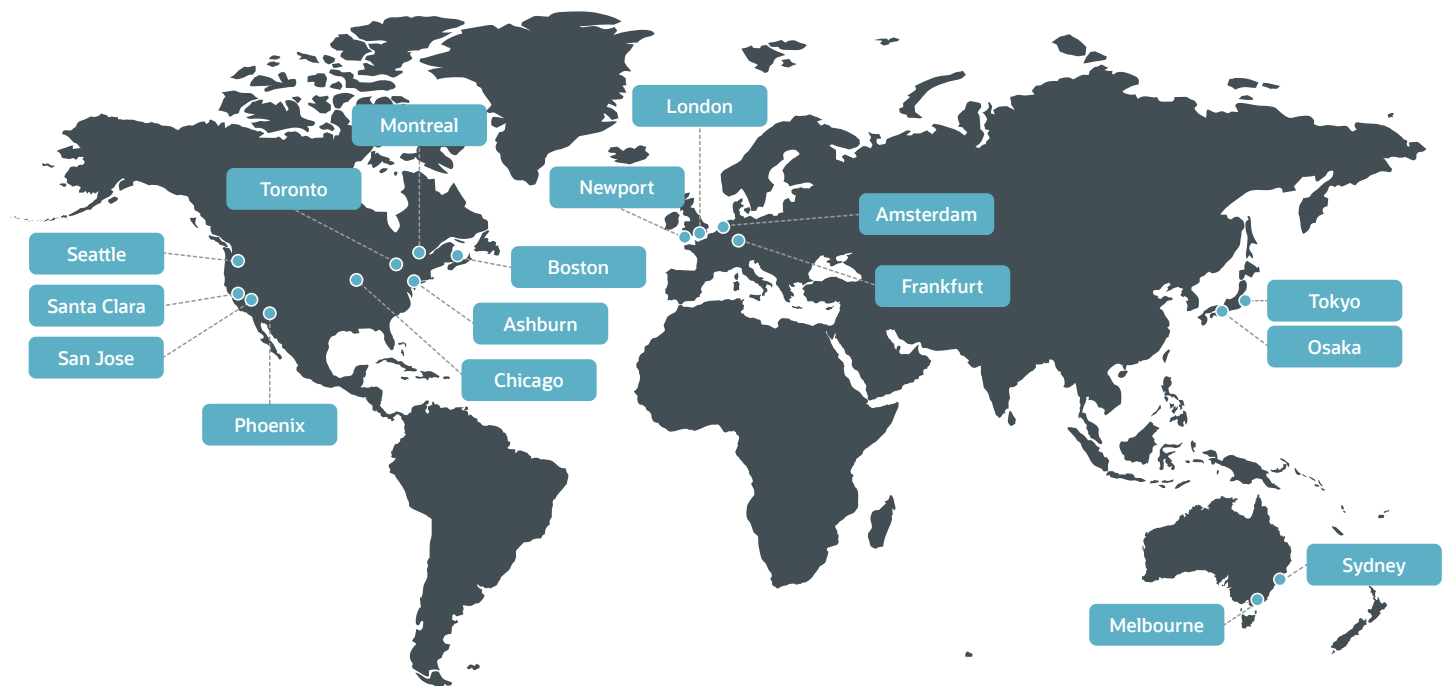 London
Montreal
Toronto
Newport
Amsterdam
Seattle
Boston
Frankfurt
Santa Clara
Tokyo
Ashburn
San Jose
Osaka
Chicago
Phoenix
Sydney
Melbourne